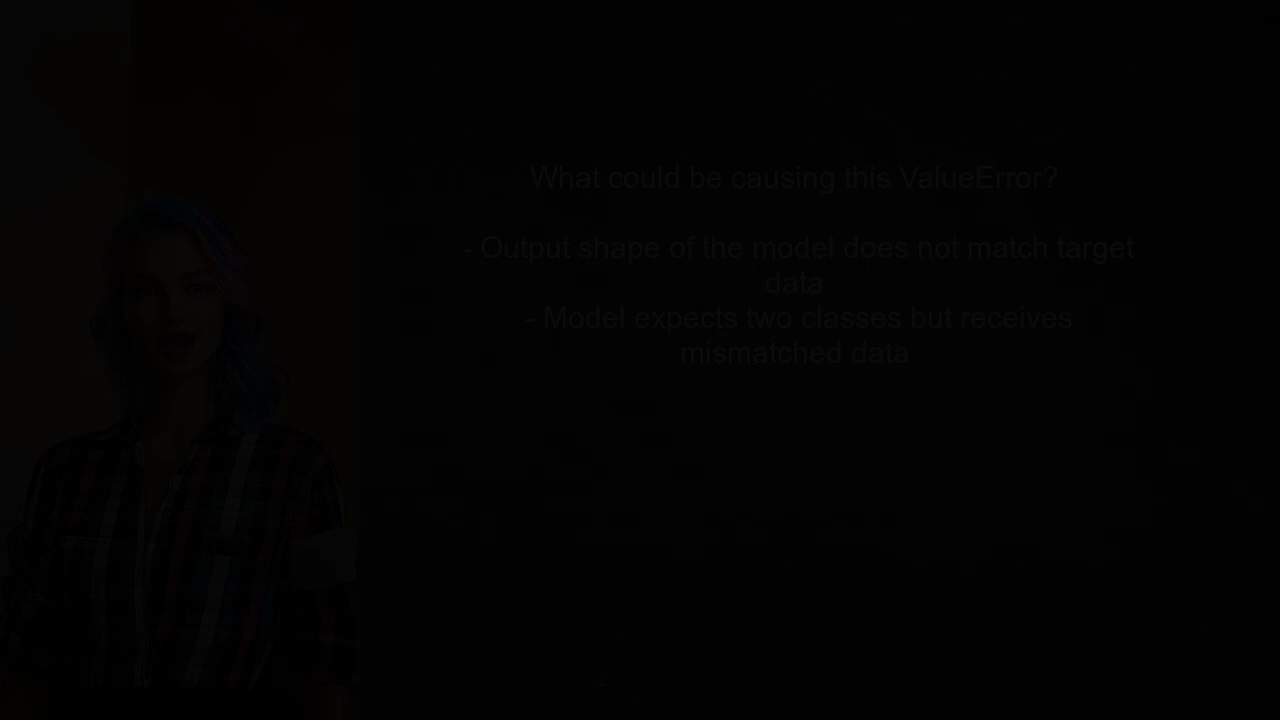 What could be causing this ValueError?
- Output shape of the model does not match target
data
- Model expects two classes but receives
mismatched data